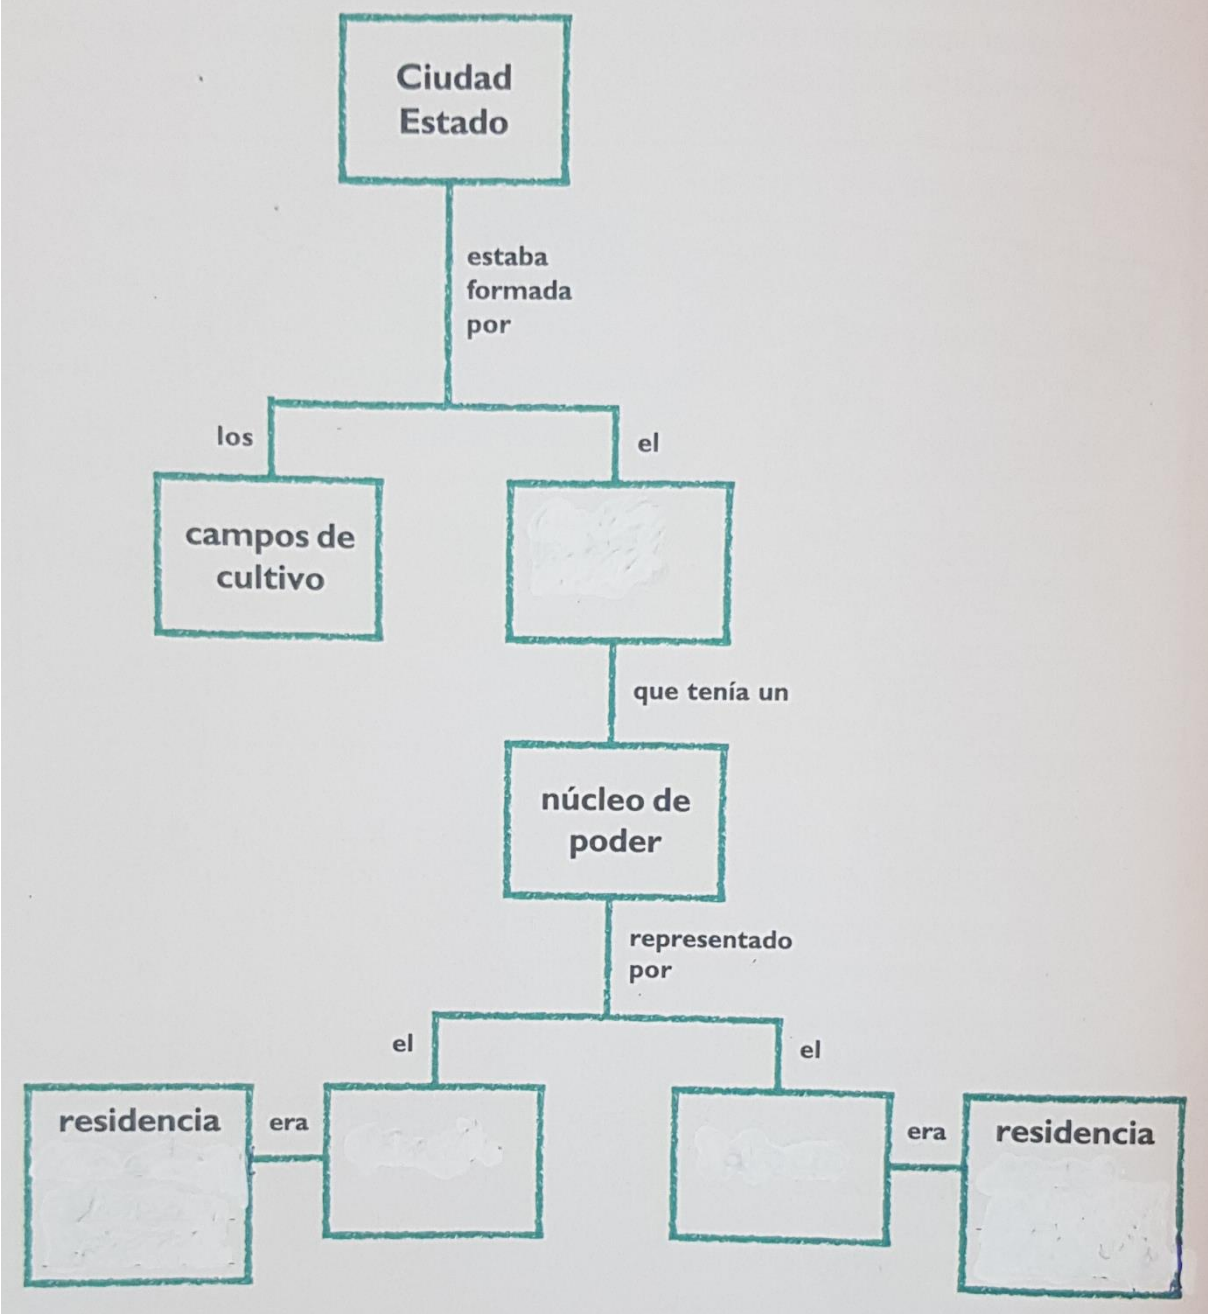 Ciudad
Estado
estaba
formada
por
los
el
campos de
cultivo
que tenía un
núcleo de
poder
representado
por
el
el
residencia
era
era
residencia